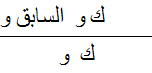 ك و السابق و
ك و